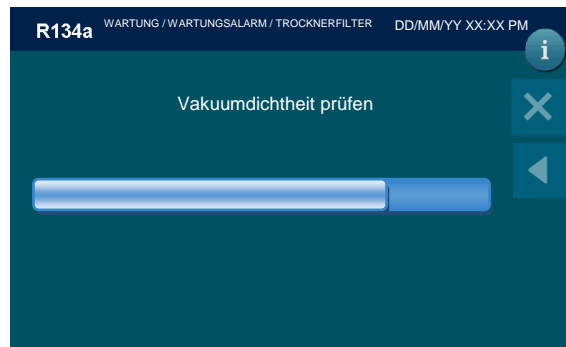 R134a WARTUNG / WARTUNGSALARM / TROCKNERFILTER DD/MM/YY XX:XX PM
i
Vakuumdichtheit prüfen